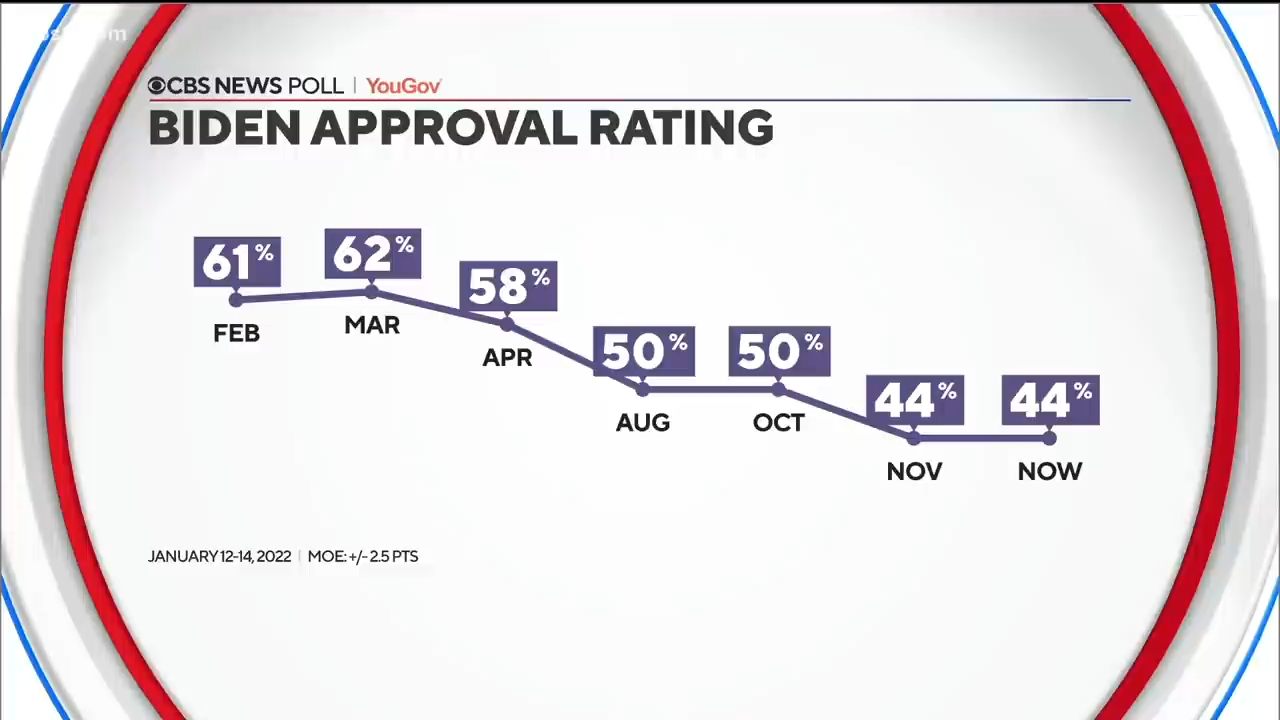 CBS NEWS POLL | YouGov
BIDEN APPROVAL RATING
61%
FEB
62%
MAR
58%
APR
50%
AUG
50%
OCT
44%
NOV
44%
NOW
JANUARY 12-14, 2022 | MOE: +/- 2.5 PTS